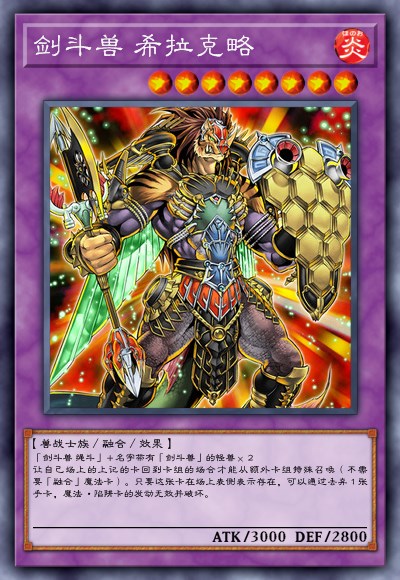 剑斗兽 希拉克略
ほのお
炎
【兽战士族/融合/效果】
「剑斗兽 绳斗」+名字带有「剑斗兽」的怪兽×2
让自己场上的上记的卡回到卡组的场合才能从额外卡组特殊召唤(不需
要「融合」魔法卡)。只要这张卡在场上表侧表示存在,可以通过丢弃1张
手卡,魔法·陷阱卡的发动无效并破坏。
ATK/3000 DEF/2800